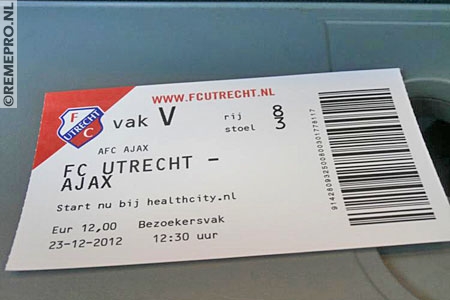 ©REMEPRO.NL
WWW.FCUTRECHT.NL
F
UTRECHT
C
vak V rij 8
stoel 3
AFC AJAX
FC UTRECHT -
AJAX
Start nu bij healthcity.nl
Eur 12,00 Bezoekersvak
23-12-2012 12:30 uur